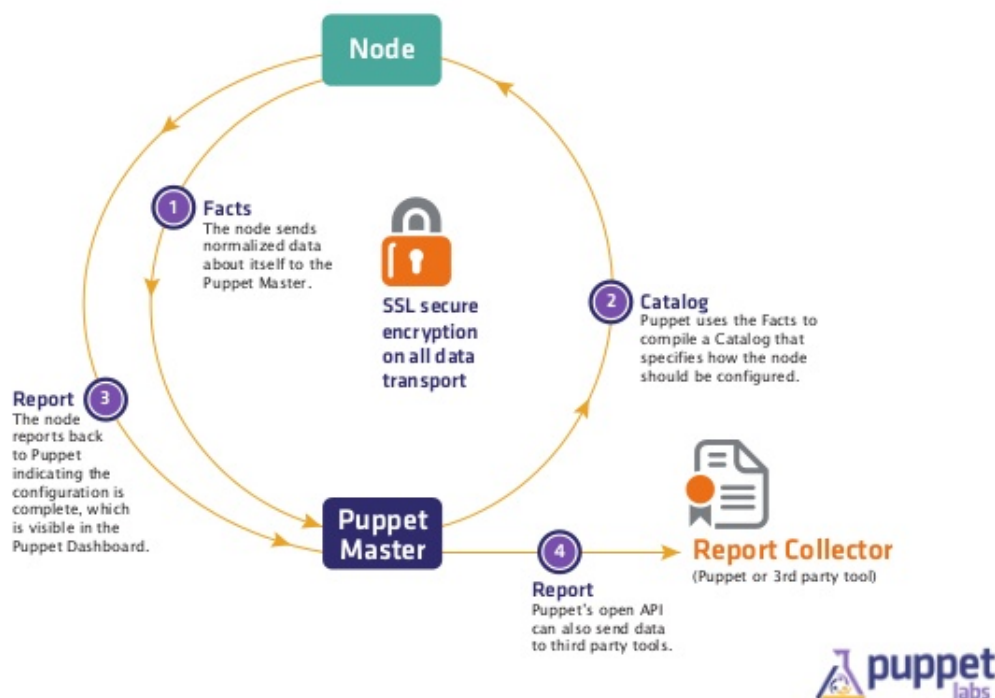 Node
1
Facts
The node sends
normalized data
about itself to the
Puppet Master.
SSL secure
encryption
on all data
transport
2
Catalog
Puppet uses the Facts to
compile a Catalog that
specifies how the node
should be configured.
Report
3
The node
reports back
to Puppet
indicating the
configuration is
complete, which
is visible in the
Puppet Dashboard.
Puppet
Master
4
Report
Puppet's open API
can also send data
to third party tools.
Report Collector
(Puppet or 3rd party tool)
puppet
labs